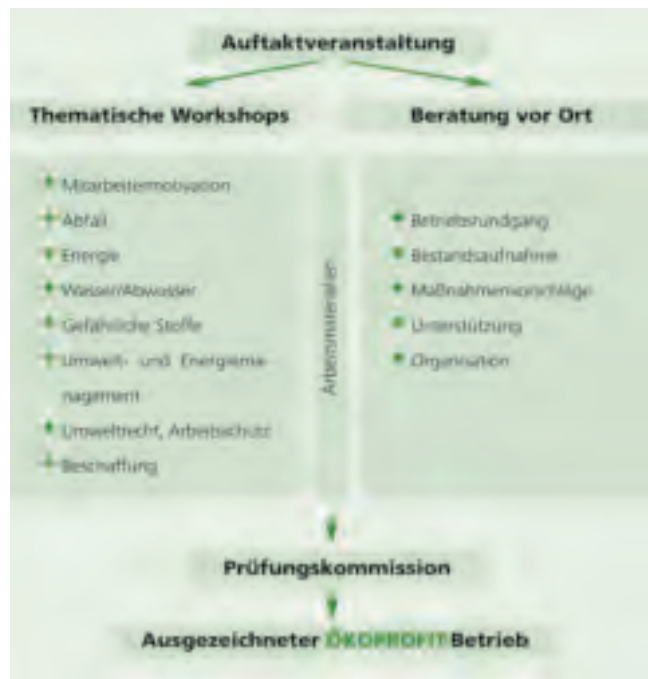 Auftaktveranstaltung
Thematische Workshops
Mitarbeitermotivation
Abfall
Energie
Wasser/Abwasser
Gefährliche Stoffe
Umwelt- und Energiema-
nagement
Umweltrecht, Arbeitsschutz
Beschaffung
Arbeitsmaterialien
Beratung vor Ort
Betriebsrundgang
Bestandsaufnahme
Maßnahmenvorschläge
Unterstützung
Organisation
Prüfungskommission
Ausgezeichneter ÖKOPROFIT Betrieb